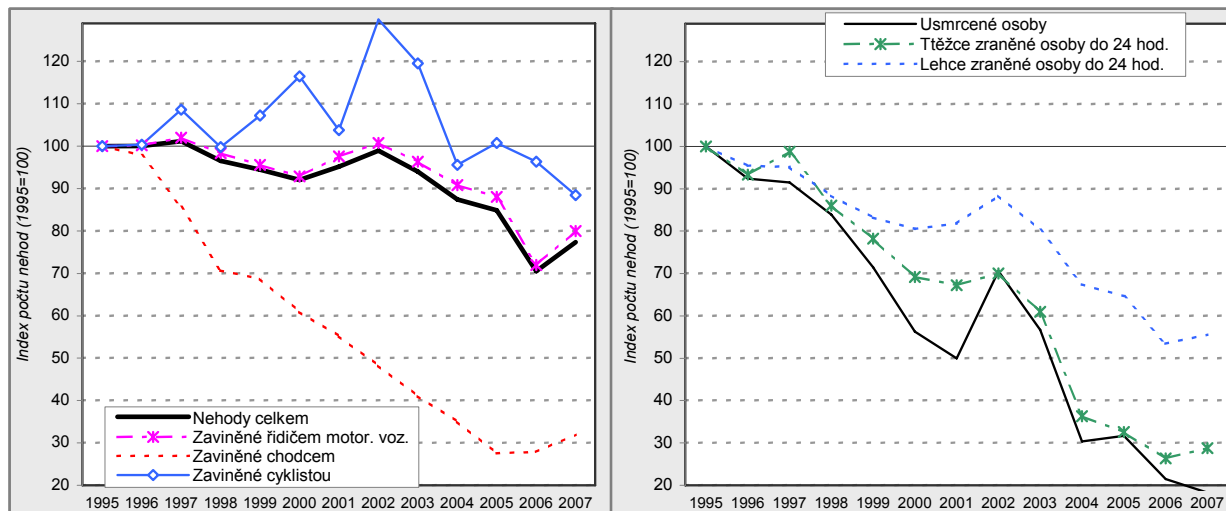 Index počtu nehod (1995=100)
120
110
100
90
80
70
60
50
40
30
20
Nehody celkem
Zaviněné řidičem motor. voz.
Zaviněné chodcem
Zaviněné cyklistou
1995 1996 1997 1998 1999 2000 2001 2002 2003 2004 2005 2006 2007
Usmrcené osoby
Ttěžce zraněné osoby do 24 hod.
Lehce zraněné osoby do 24 hod.
Index počtu nehod (1995=100)
120
110
100
90
80
70
60
50
40
30
20
1995 1996 1997 1998 1999 2000 2001 2002 2003 2004 2005 2006 2007